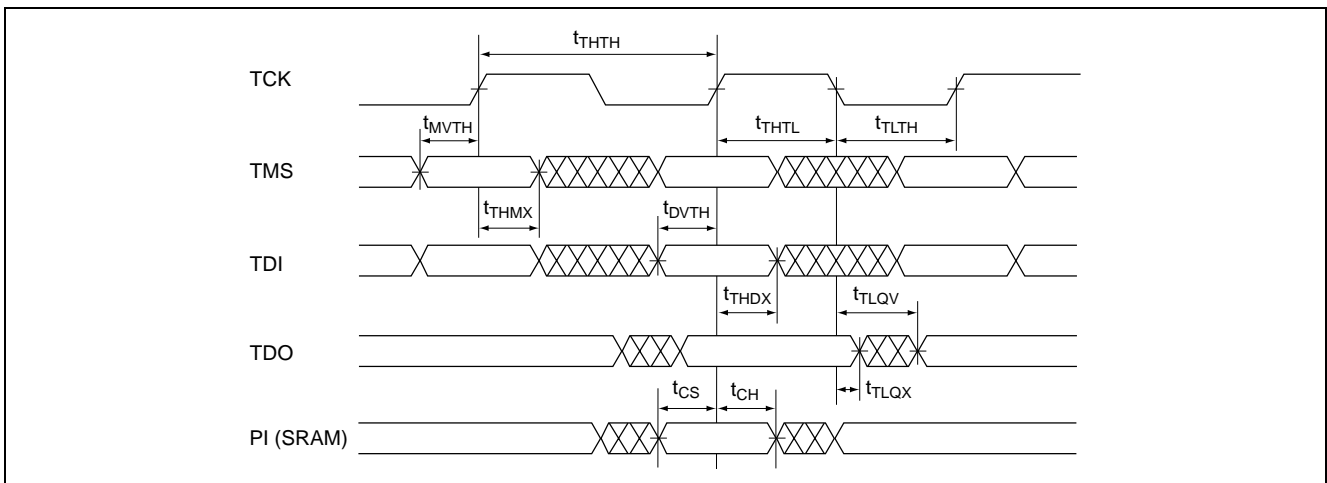 tTHTH
TCK
tMVTH
tTHTL
tTLTH
TMS
tTHMX
tDVTH
TDI
tTHDX
tTLQV
TDO
tCS
tCH
tTLQX
PI (SRAM)